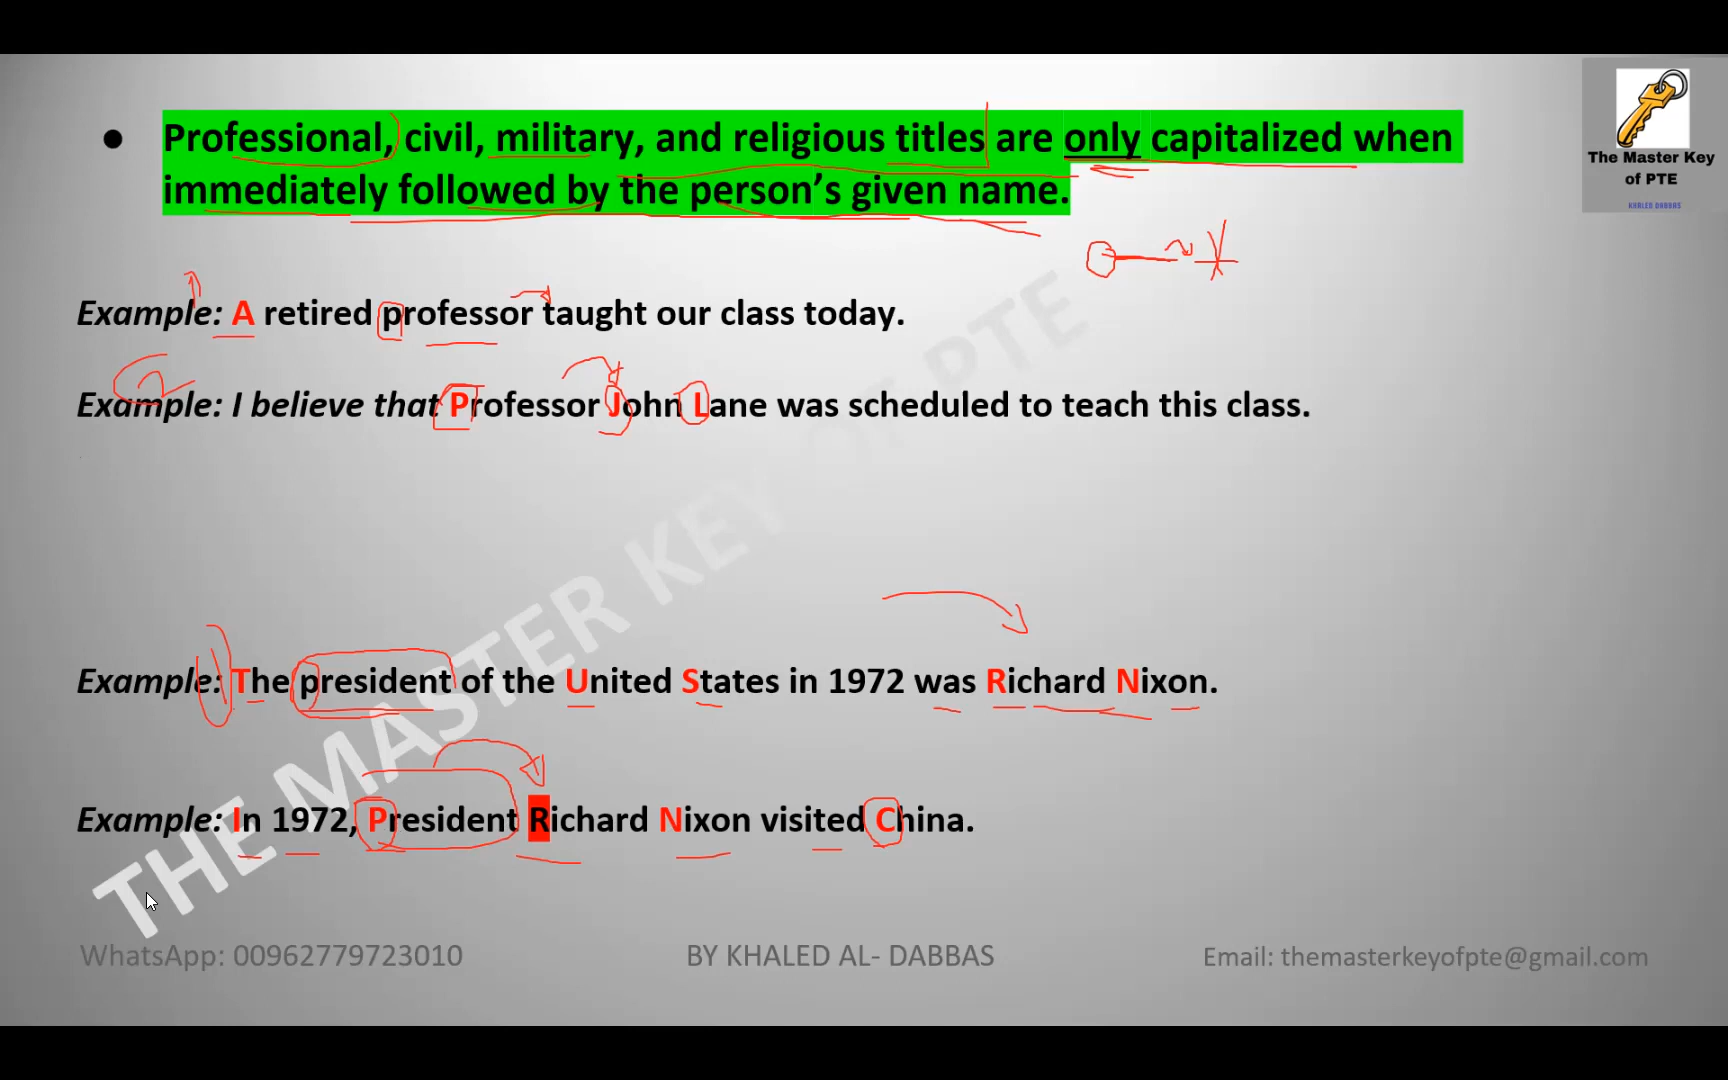 • Professional, civil, military, and religious titles are only capitalized when
immediately followed by the person’s given name.
The Master Key
of PTE
KHALED DABBAS
Example: A retired professor taught our class today.
Example: I believe that Professor John Lane was scheduled to teach this class.
Example: The president of the United States in 1972 was Richard Nixon.
Example: In 1972, President Richard Nixon visited China.
THE MASTER KEY OF PTE
WhatsApp: 00962779723010
BY KHALED AL- DABBAS
Email: themasterkeyofpte@gmail.com